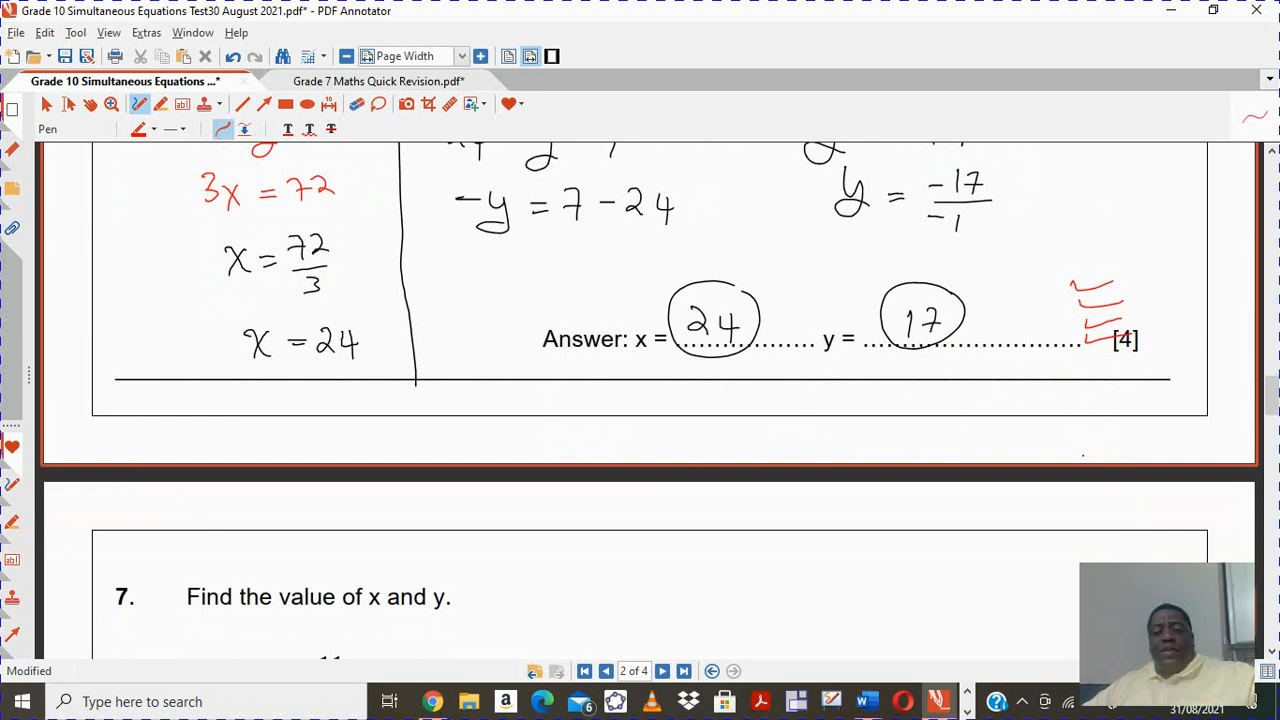 Grade 10 Simultaneous Equations Test30 August 2021.pdf* - PDF Annotator
File Edit Tool View Extras Window Help
Page Width
Grade 10 Simultaneous Equations ...* Grade 7 Maths Quick Revision.pdf*
Pen
3x = 72
x = 72/3
x = 24
-y = 7 - 24
y = -17/-1
Answer: x = 24 y = 17 [4]
7. Find the value of x and y.
Modified
2 of 4
Type here to search
6
31/08/2021